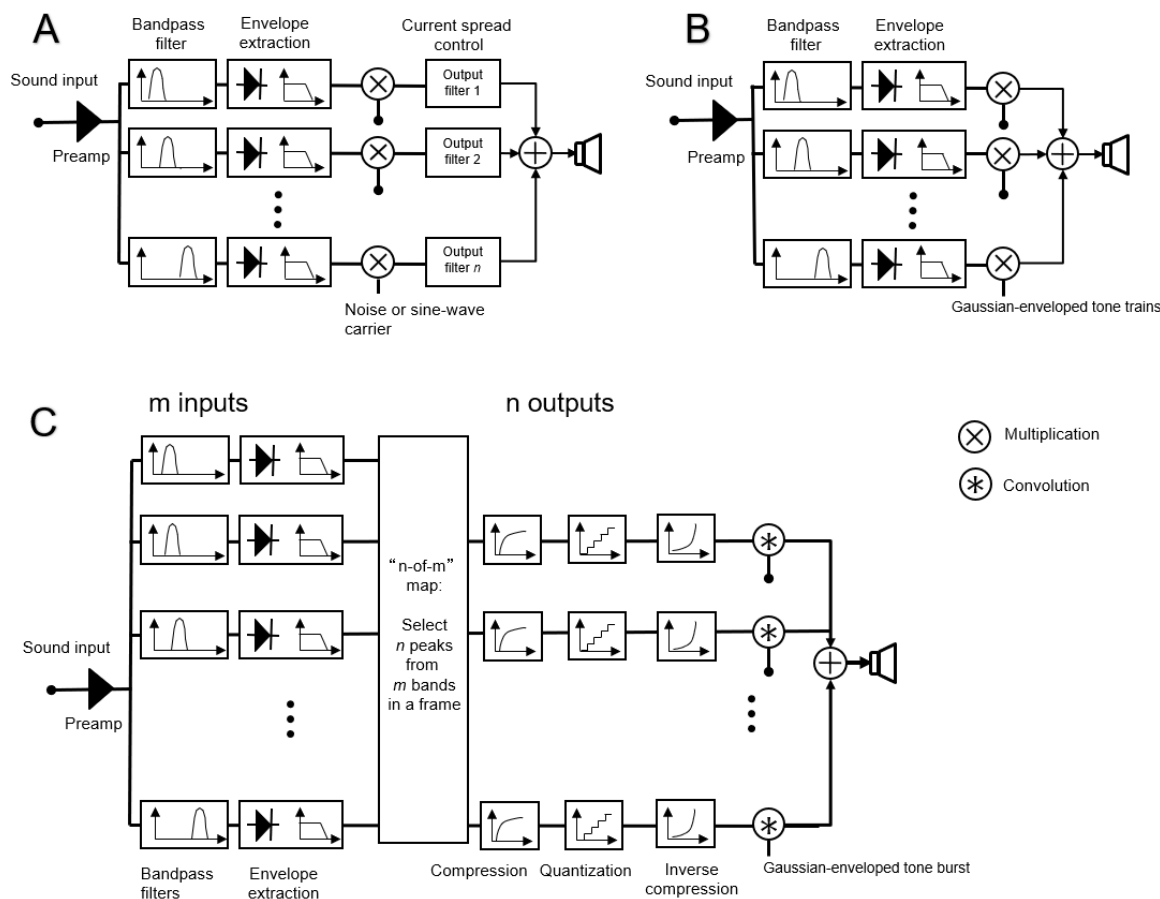 A
Bandpass
filter
Envelope
extraction
Current spread
control
Sound input
Preamp
Output
filter 1
Output
filter 2
Output
filter n
Noise or sine-wave
carrier
B
Bandpass
filter
Envelope
extraction
Sound input
Preamp
Gaussian-enveloped tone trains
C
m inputs
n outputs
Multiplication
Convolution
Sound input
Preamp
“n-of-m”
map:
Select
n peaks
from
m bands
in a frame
Bandpass
filters
Envelope
extraction
Compression
Quantization
Inverse
compression
Gaussian-enveloped tone burst